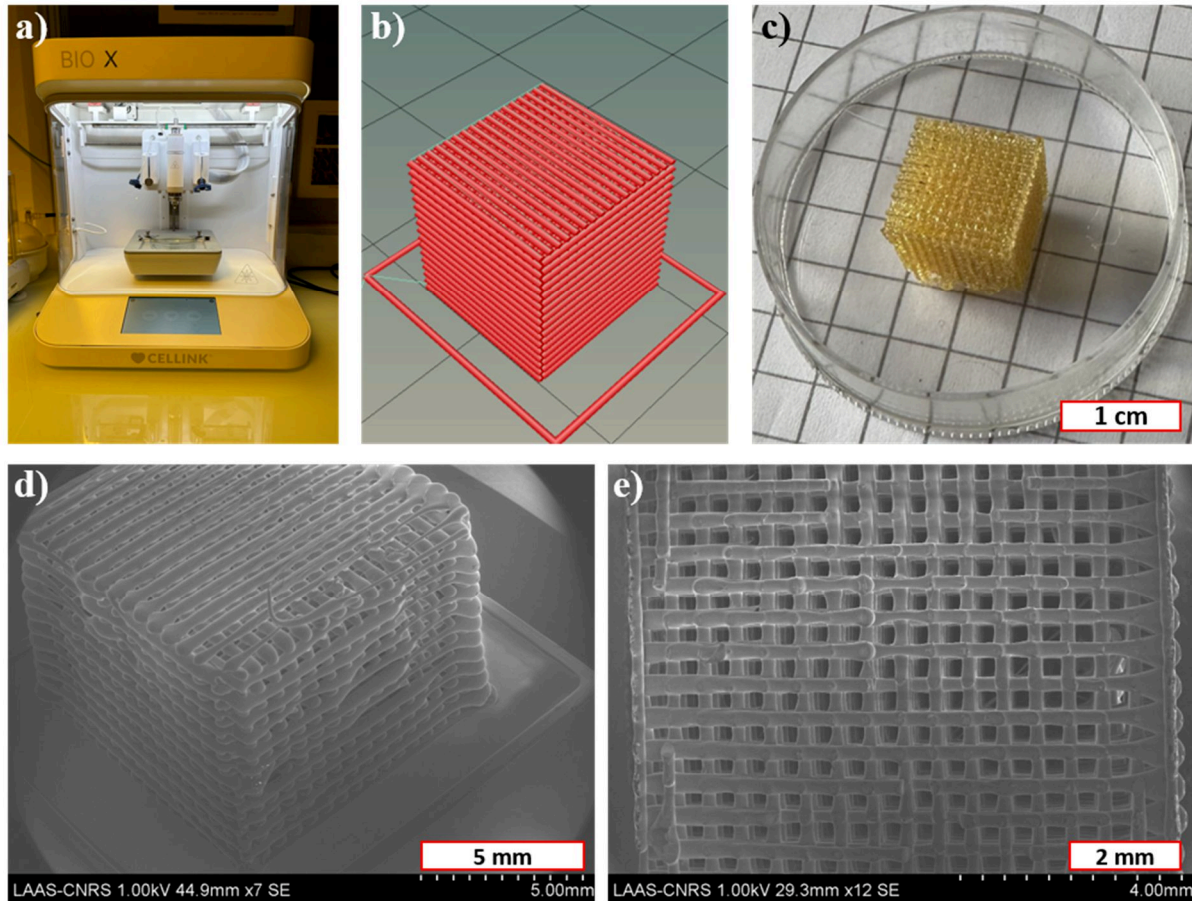 a)
BIO X
CELLINK
b)
c)
1 cm
d)
5 mm
LAAS-CNRS 1.00kV 44.9mm x7 SE 5.00mm
e)
2 mm
LAAS-CNRS 1.00kV 29.3mm x12 SE 4.00mm